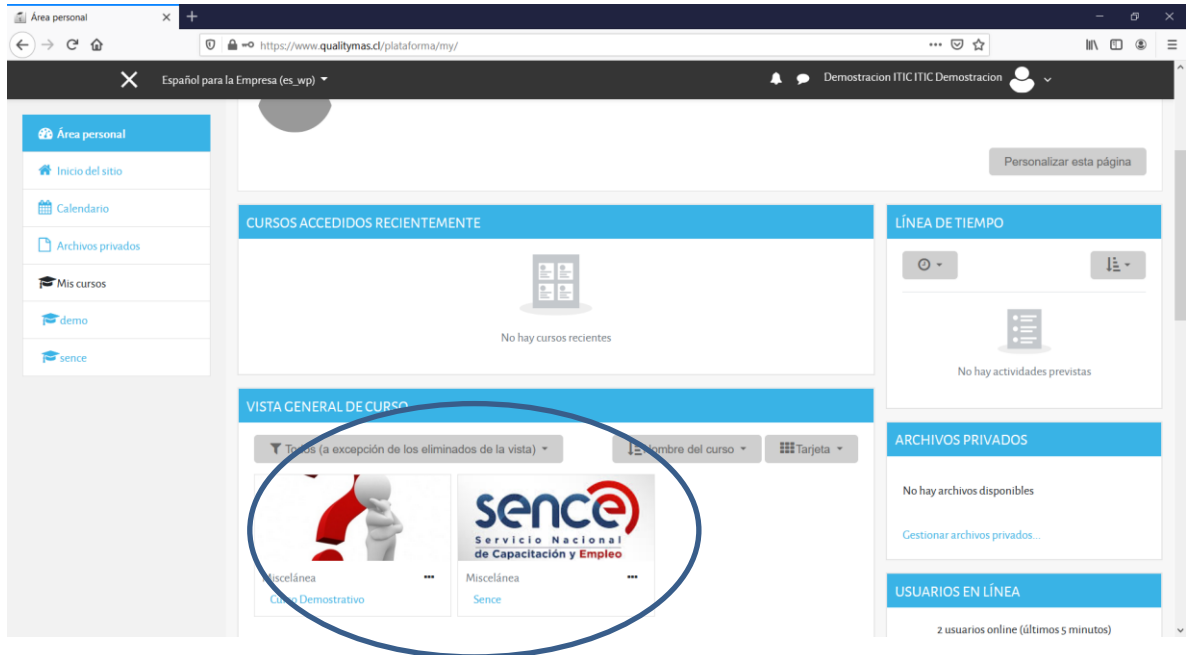 Área personal
https://www.qualitymas.cl/plataforma/my/
Español para la Empresa (es_wp)
Demostracion ITIC ITIC Demostracion
Área personal
Inicio del sitio
Calendario
Archivos privados
Mis cursos
demo
sence
Personalizar esta página
CURSOS ACCEDIDOS RECIENTEMENTE
No hay cursos recientes
VISTA GENERAL DE CURSO
Todos (a excepción de los eliminados de la vista)
Nombre del curso
Tarjeta
Miscelánea
Curso Demostrativo
sence
Servicio Nacional
de Capacitación y Empleo
Miscelánea
Sence
LÍNEA DE TIEMPO
No hay actividades previstas
ARCHIVOS PRIVADOS
No hay archivos disponibles
Gestionar archivos privados...
USUARIOS EN LÍNEA
2 usuarios online (últimos 5 minutos)